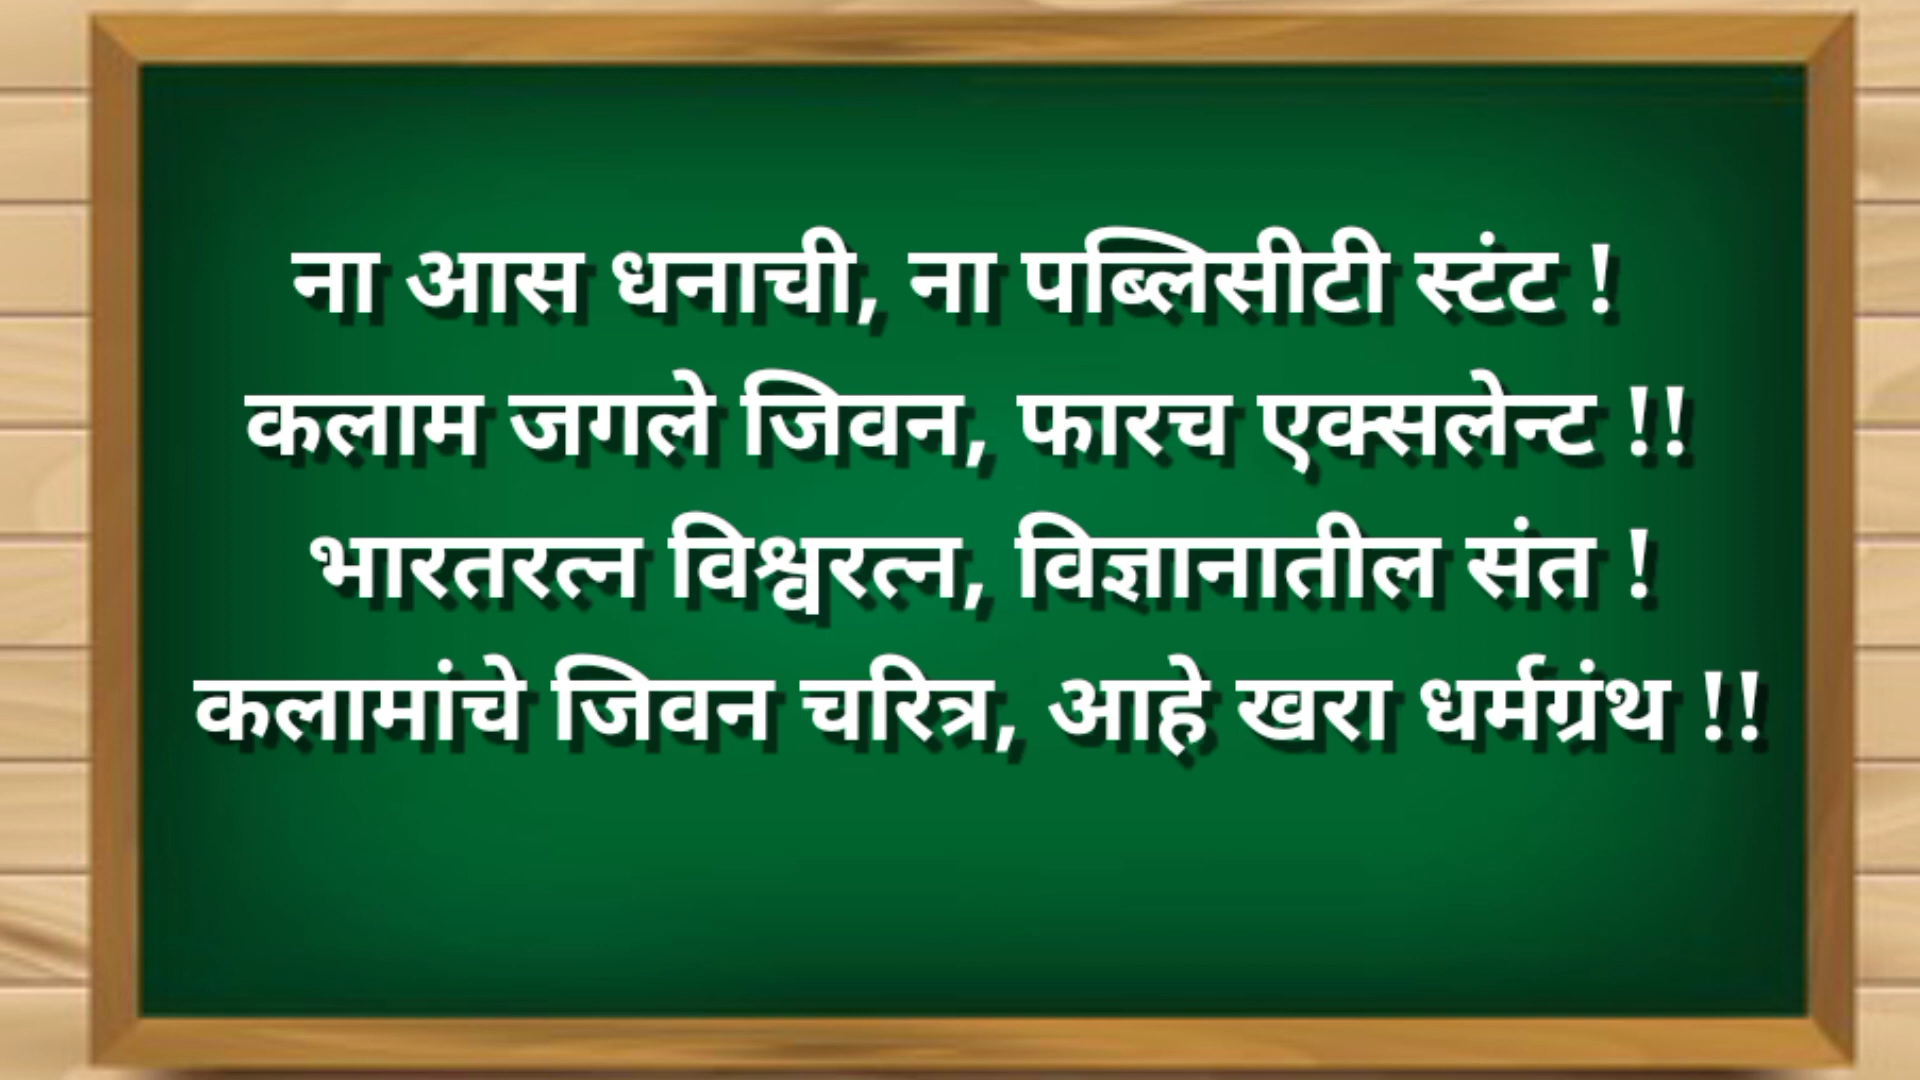 ना आस धनाची, ना पब्लिसीटी स्टंट !
कलाम जगले जिवन, फारच एक्सलेन्ट !!
भारतरत्न विश्वरत्न, विज्ञानातील संत !
कलामांचे जिवन चरित्र, आहे खरा धर्मग्रंथ !!